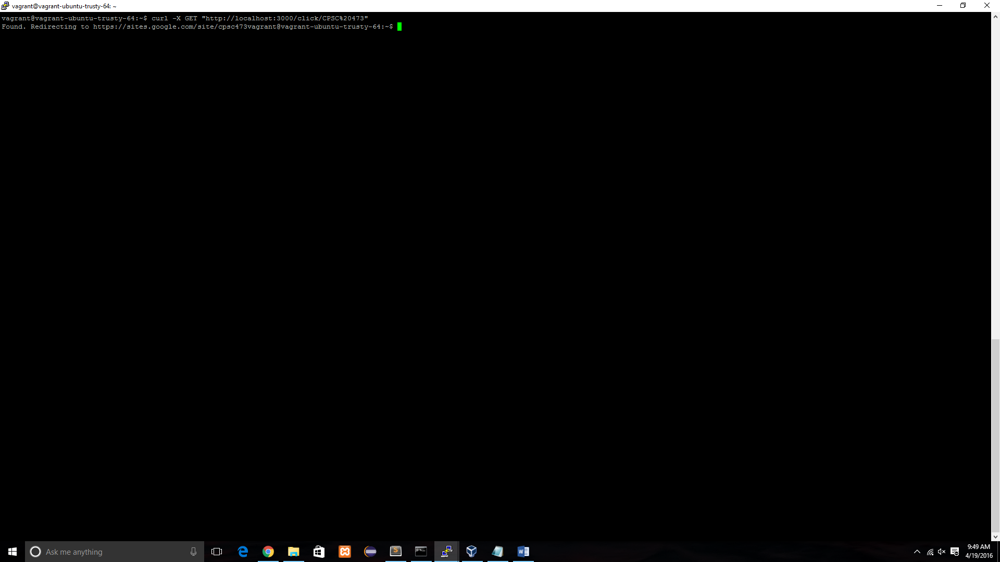 vagrant@vagrant-ubuntu-trusty-64: ~
vagrant@vagrant-ubuntu-trusty-64:~$ curl -X GET "http://localhost:3000/click/CPSC%20473"
Found. Redirecting to https://sites.google.com/site/cpsc473vagrant@vagrant-ubuntu-trusty-64:~$
Ask me anything
9:49 AM
4/19/2016